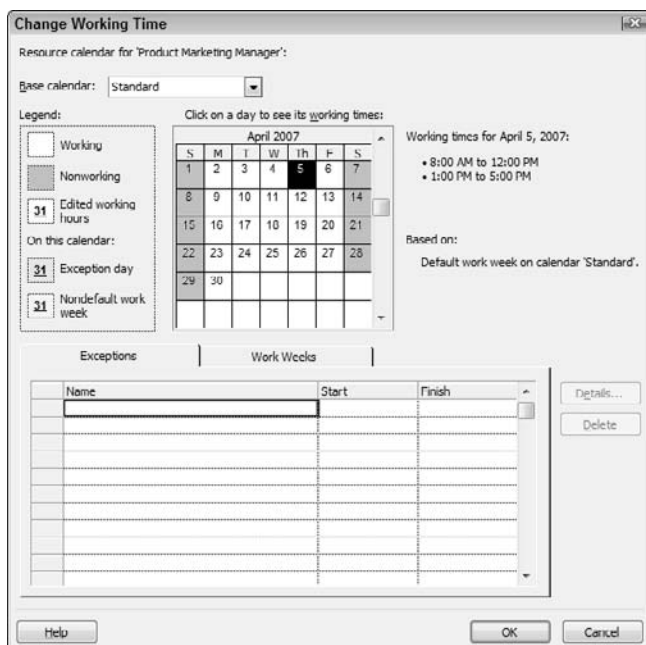 Change Working Time
Resource calendar for 'Product Marketing Manager':
Base calendar: Standard
Legend:
Working
Nonworking
31 Edited working hours
On this calendar:
31 Exception day
31 Nondefault work week
Click on a day to see its working times:
April 2007
S M T W Th F S
1 2 3 4 5 6 7
8 9 10 11 12 13 14
15 16 17 18 19 20 21
22 23 24 25 26 27 28
29 30
Working times for April 5, 2007:
• 8:00 AM to 12:00 PM
• 1:00 PM to 5:00 PM
Based on:
Default work week on calendar 'Standard'.
Exceptions Work Weeks
Name Start Finish
Details...
Delete
Help OK Cancel